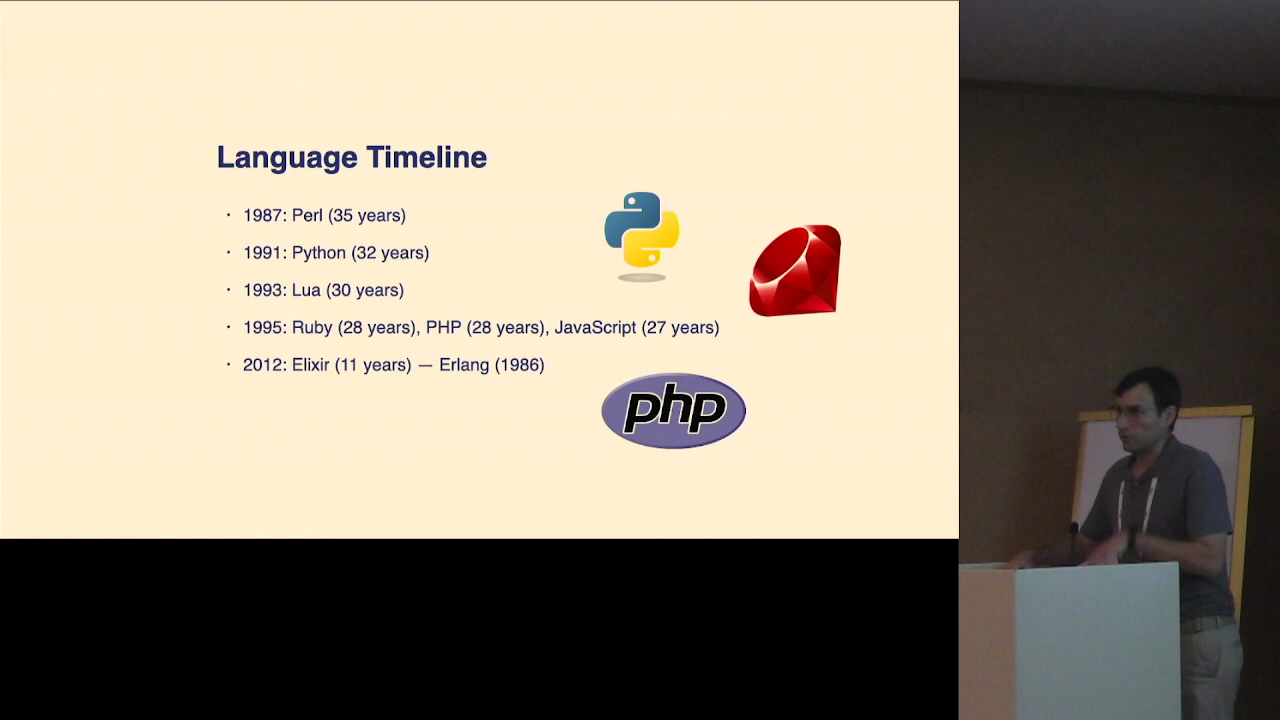 Language Timeline
· 1987: Perl (35 years)
· 1991: Python (32 years)
· 1993: Lua (30 years)
· 1995: Ruby (28 years), PHP (28 years), JavaScript (27 years)
· 2012: Elixir (11 years) — Erlang (1986)
php